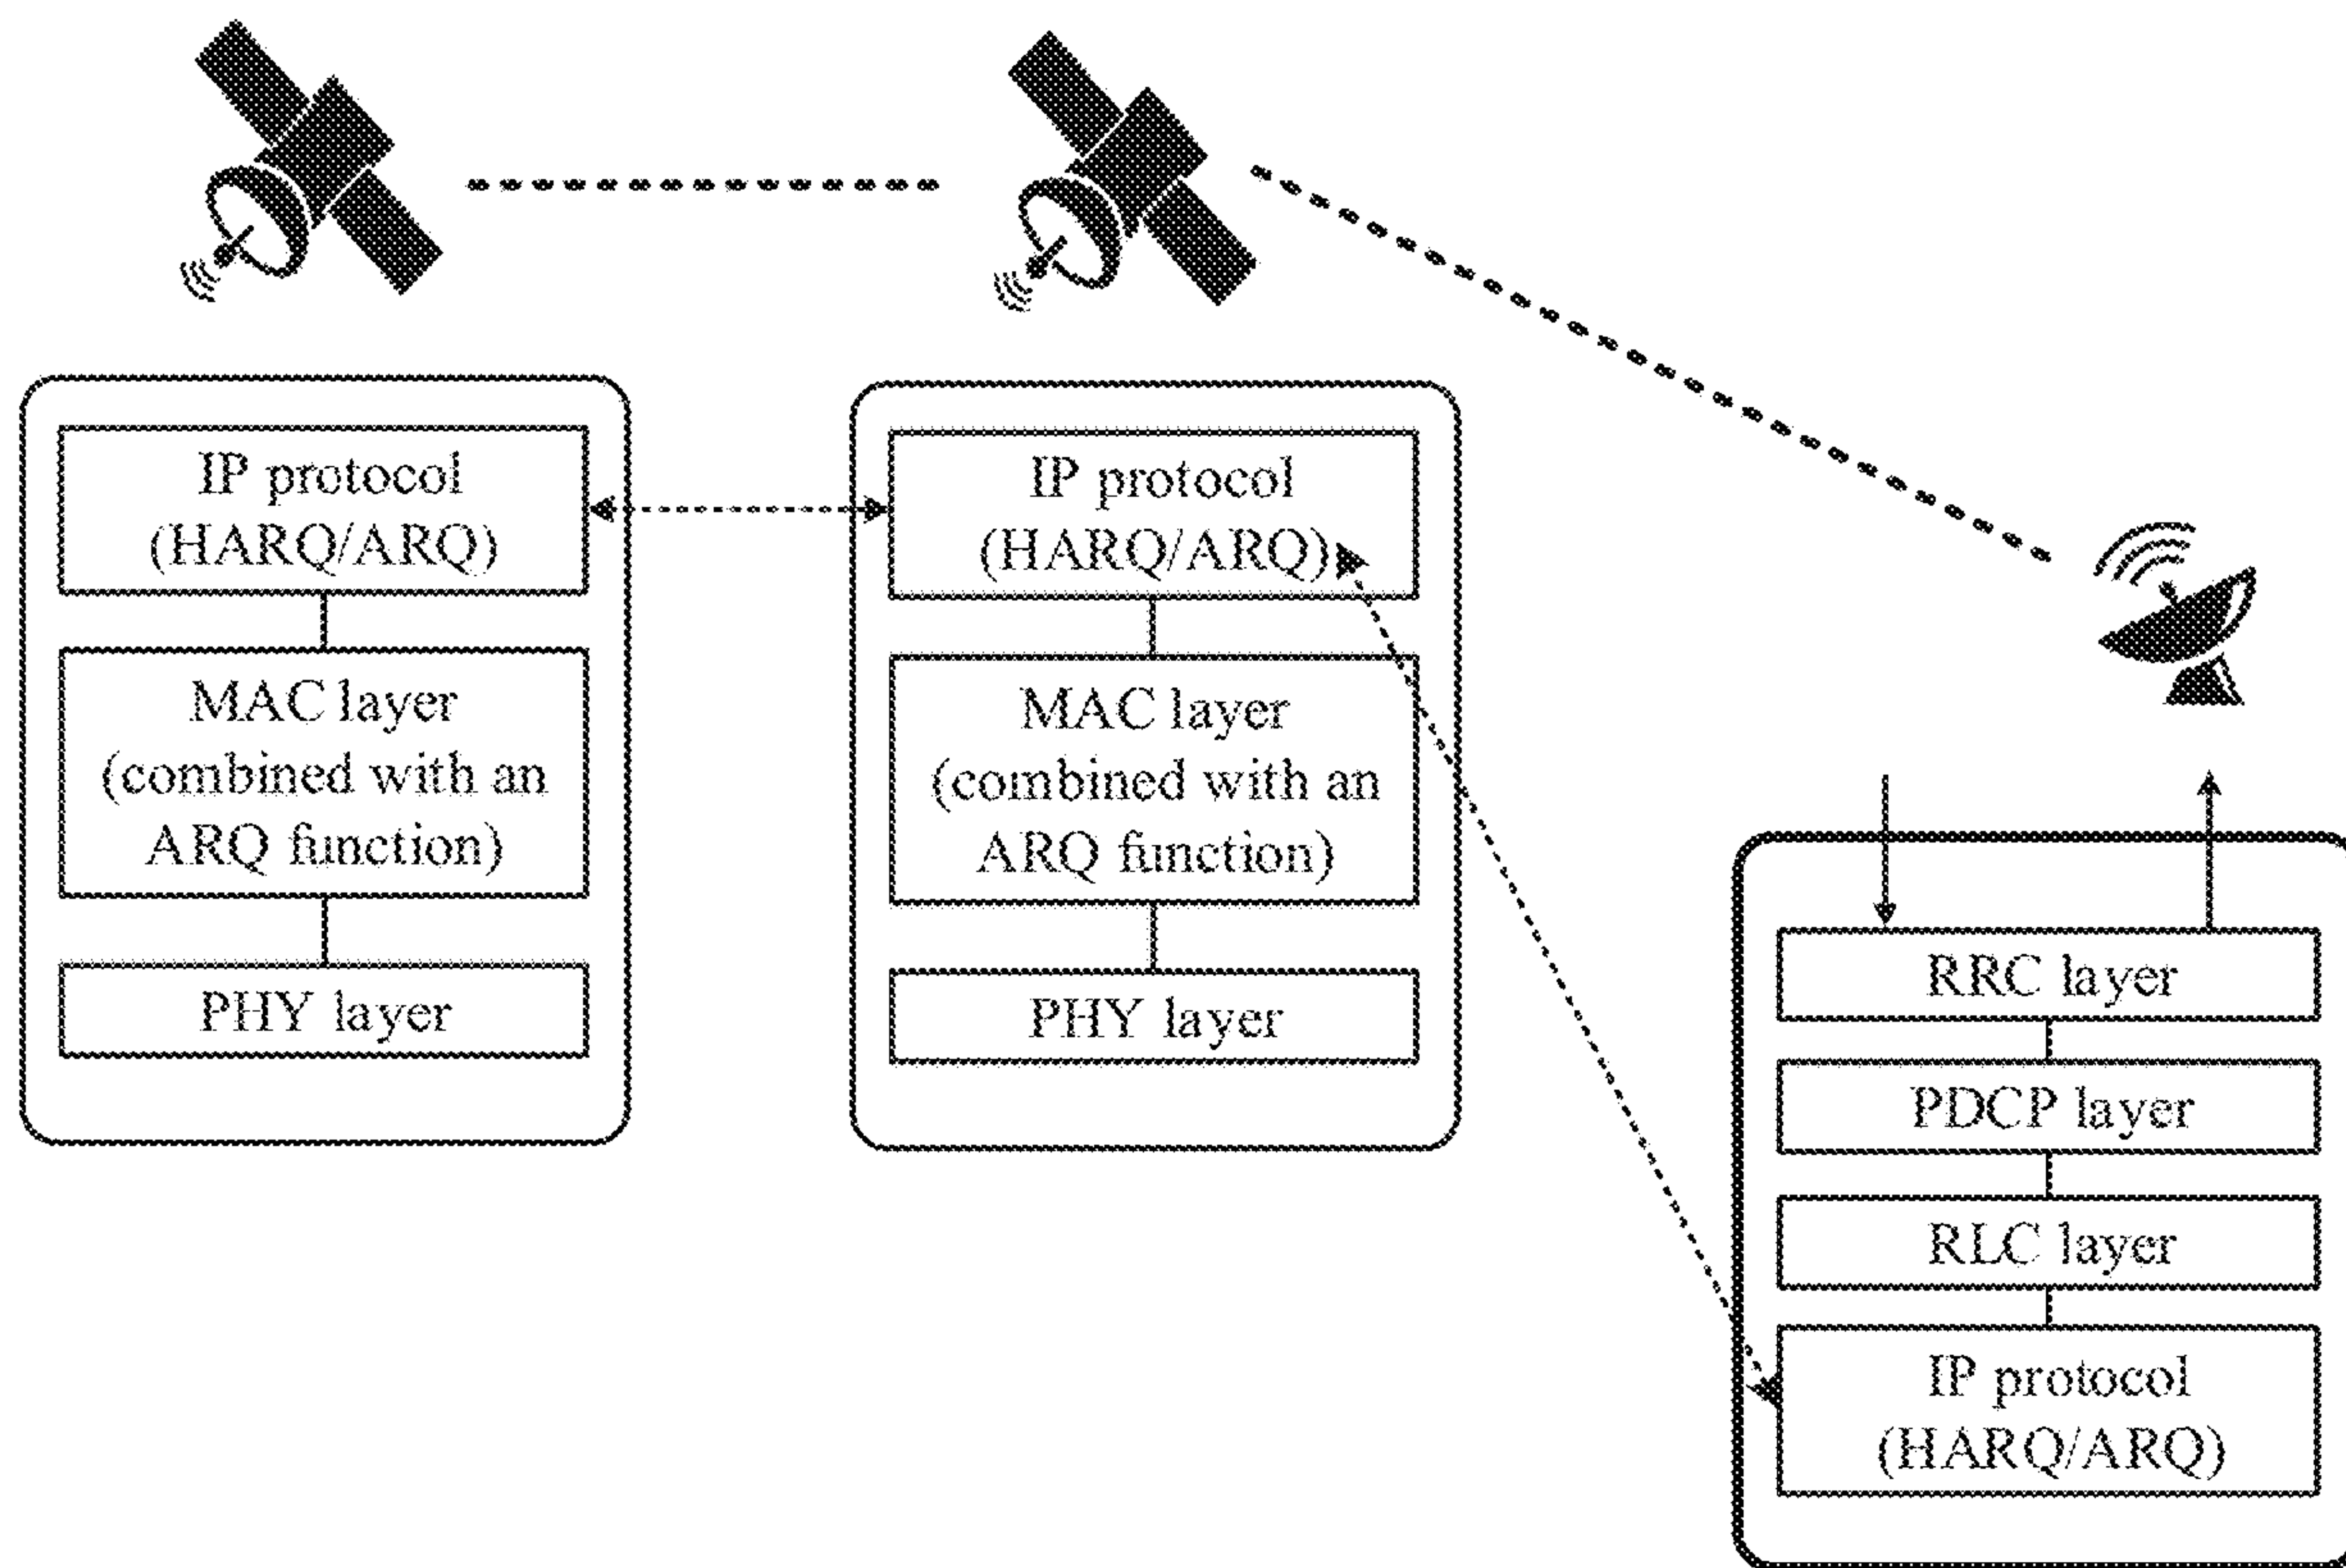 IP protocol
(HARQ/ARQ)
MAC layer
(combined with an
ARQ function)
PHY layer
IP protocol
(HARQ/ARQ)
MAC layer
(combined with an
ARQ function)
PHY layer
RRC layer
PDCP layer
RLC layer
IP protocol
(HARQ/ARQ)